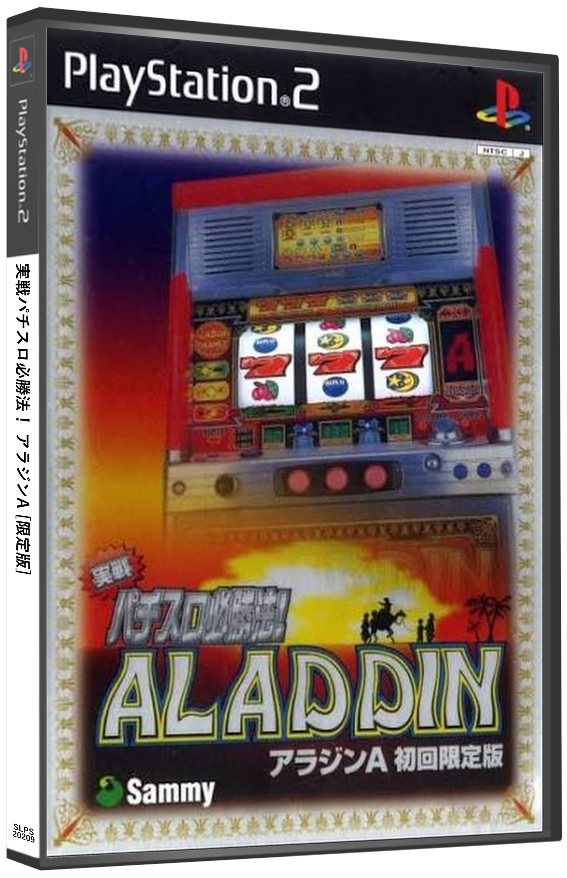 PlayStation®2
PlayStation®2
NTSC J
実戦パチスロ必勝法! アラジンA [限定版]
A
実戦
パチスロ必勝法!
ALADDIN
アラジンA 初回限定版
Sammy
SLPS
20209